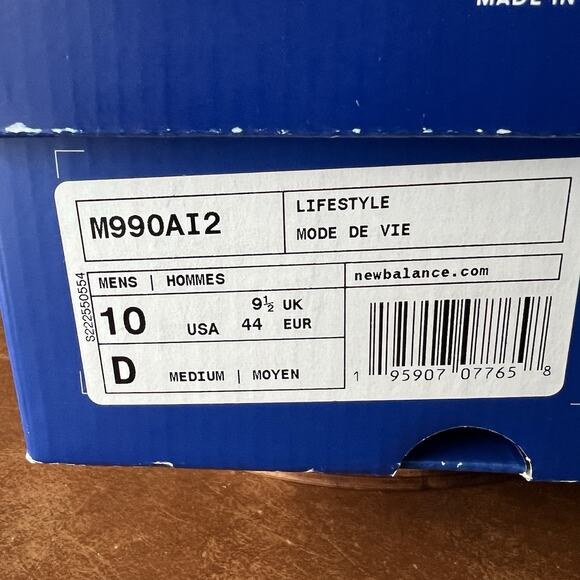 MADE IN
M990AI2
LIFESTYLE
MODE DE VIE
S222550554
MENS | HOMMES
10 USA
9½ UK
44 EUR
D MEDIUM | MOYEN
newbalance.com
1 95907 07765 8